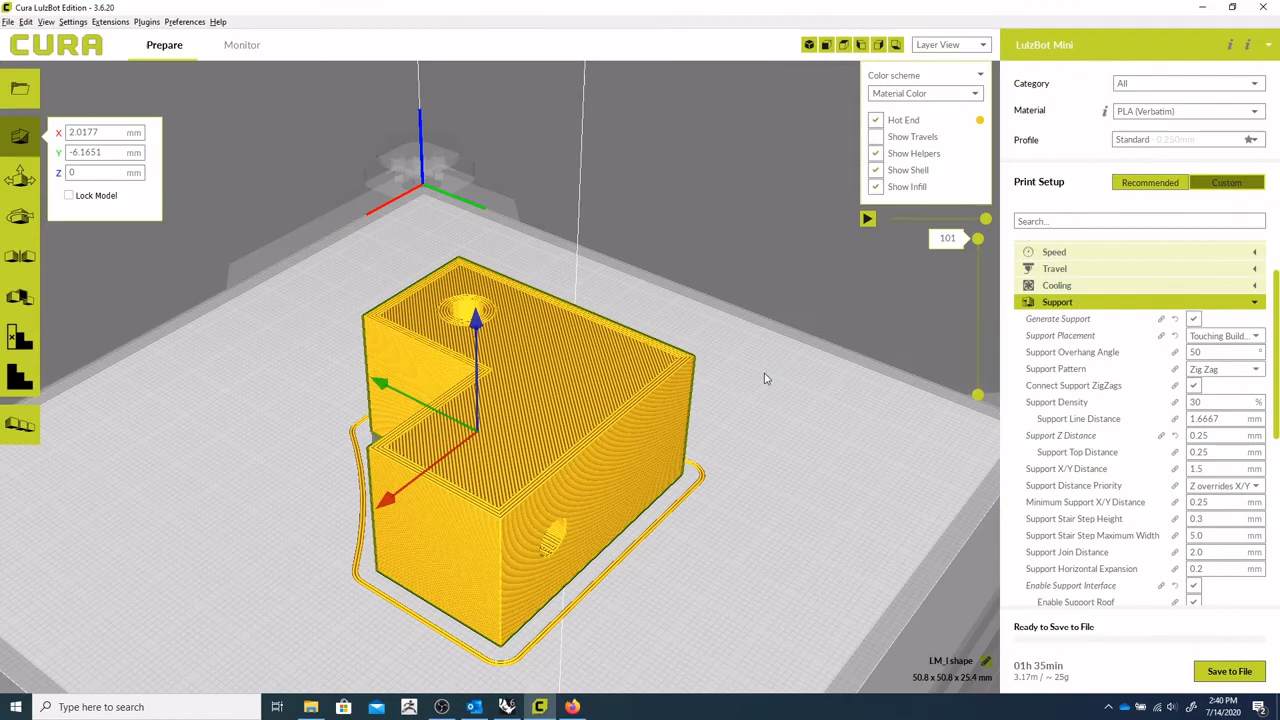 Cura LulzBot Edition - 3.6.20
File Edit View Settings Extensions Plugins Preferences Help
CURA
Prepare
Monitor
Layer View
LulzBot Mini
Color scheme
Material Color
Hot End
Show Travels
Show Helpers
Show Shell
Show Infill
101
X 2.0177 mm
Y -6.1651 mm
Z 0 mm
Lock Model
Category All
Material i PLA (Verbatim)
Profile Standard - 0.250mm
Print Setup Recommended Custom
Search...
Speed
Travel
Cooling
Support
Generate Support
Support Placement Touching Build...
Support Overhang Angle 50 °
Support Pattern Zig Zag
Connect Support ZigZags
Support Density 30 %
Support Line Distance 1.6667 mm
Support Z Distance 0.25 mm
Support Top Distance 0.25 mm
Support X/Y Distance 1.5 mm
Support Distance Priority Z overrides X/Y
Minimum Support X/Y Distance 0.25 mm
Support Stair Step Height 0.3 mm
Support Stair Step Maximum Width 5.0 mm
Support Join Distance 2.0 mm
Support Horizontal Expansion 0.2 mm
Enable Support Interface
Enable Support Roof
Ready to Save to File
01h 35min
3.17m / ~ 25g
Save to File
LM_l shape
50.8 x 50.8 x 25.4 mm
Type here to search
2:40 PM
7/14/2020
2